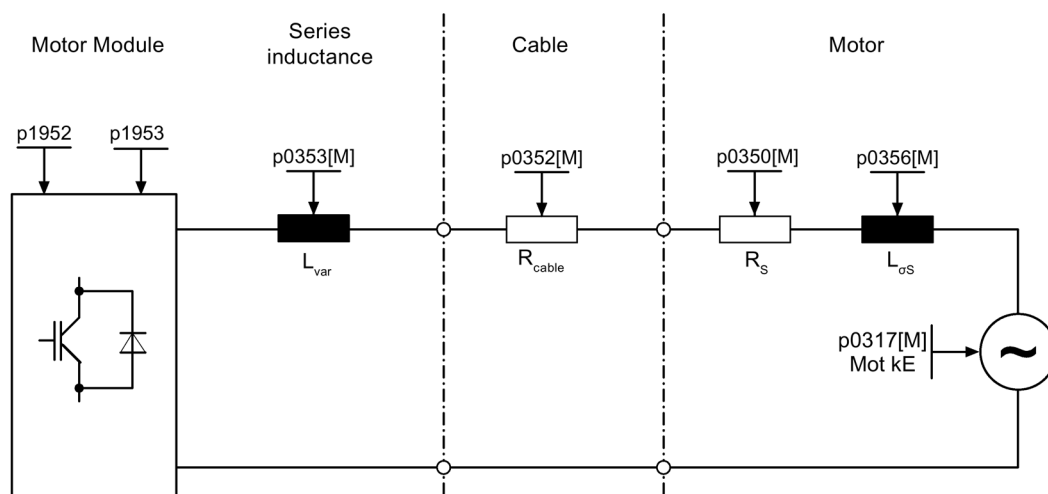 Motor Module
Series
inductance
Cable
Motor
p1952
p1953
p0353[M]
p0352[M]
p0350[M]
p0356[M]
Lvar
Rcable
RS
LσS
p0317[M]
Mot kE
~